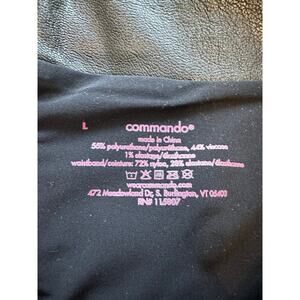 L commando®
made in China
55% polyurethane/polyuréthane, 44% viscose
1% elastane/élasthanne
waistband/ceinture: 72% nylon, 28% elastane/élasthanne
wearcommando.com
472 Meadowland Dr, S. Burlington, VT 05403
RN# 115807